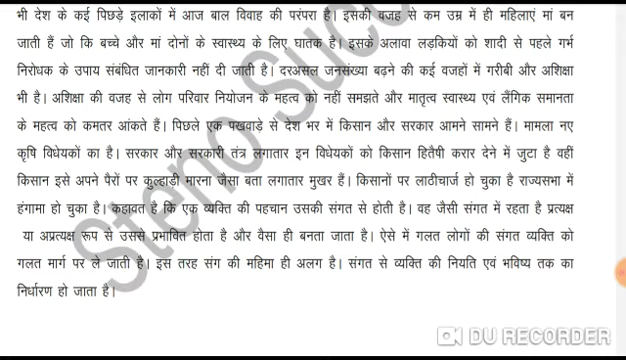 भी देश के कई पिछड़े इलाकों में आज बाल विवाह की परंपरा है। इसकी वजह से कम उम्र में ही महिलाएं मां बन
जाती हैं जो कि बच्चे और मां दोनों के स्वास्थ्य के लिए घातक है। इसके अलावा लड़कियों को शादी से पहले गर्भ
निरोधक के उपाय संबंधित जानकारी नहीं दी जाती है। दरअसल जनसंख्या बढ़ने की कई वजहों में गरीबी और अशिक्षा
भी है। अशिक्षा की वजह से लोग परिवार नियोजन के महत्व को नहीं समझते और मातृत्व स्वास्थ्य एवं लैंगिक समानता
के महत्व को कमतर आंकते हैं। पिछले एक पखवाड़े से देश भर में किसान और सरकार आमने सामने हैं। मामला नए
कृषि विधेयकों का है। सरकार और सरकारी तंत्र लगातार इन विधेयकों को किसान हितैषी करार देने में जुटा है वहीं
किसान इसे अपने पैरों पर कुल्हाड़ी मारना जैसा बता लगातार मुखर हैं। किसानों पर लाठीचार्ज हो चुका है राज्यसभा में
हंगामा हो चुका है। कहावत है कि एक व्यक्ति की पहचान उसकी संगत से होती है। वह जैसी संगत में रहता है प्रत्यक्ष
या अप्रत्यक्ष रूप से उससे प्रभावित होता है और वैसा ही बनता जाता है। ऐसे में गलत लोगों की संगत व्यक्ति को
गलत मार्ग पर ले जाती है। इस तरह संग की महिमा ही अलग है। संगत से व्यक्ति की नियति एवं भविष्य तक का
निर्धारण हो जाता है।
Steno Succ
DU RECORDER